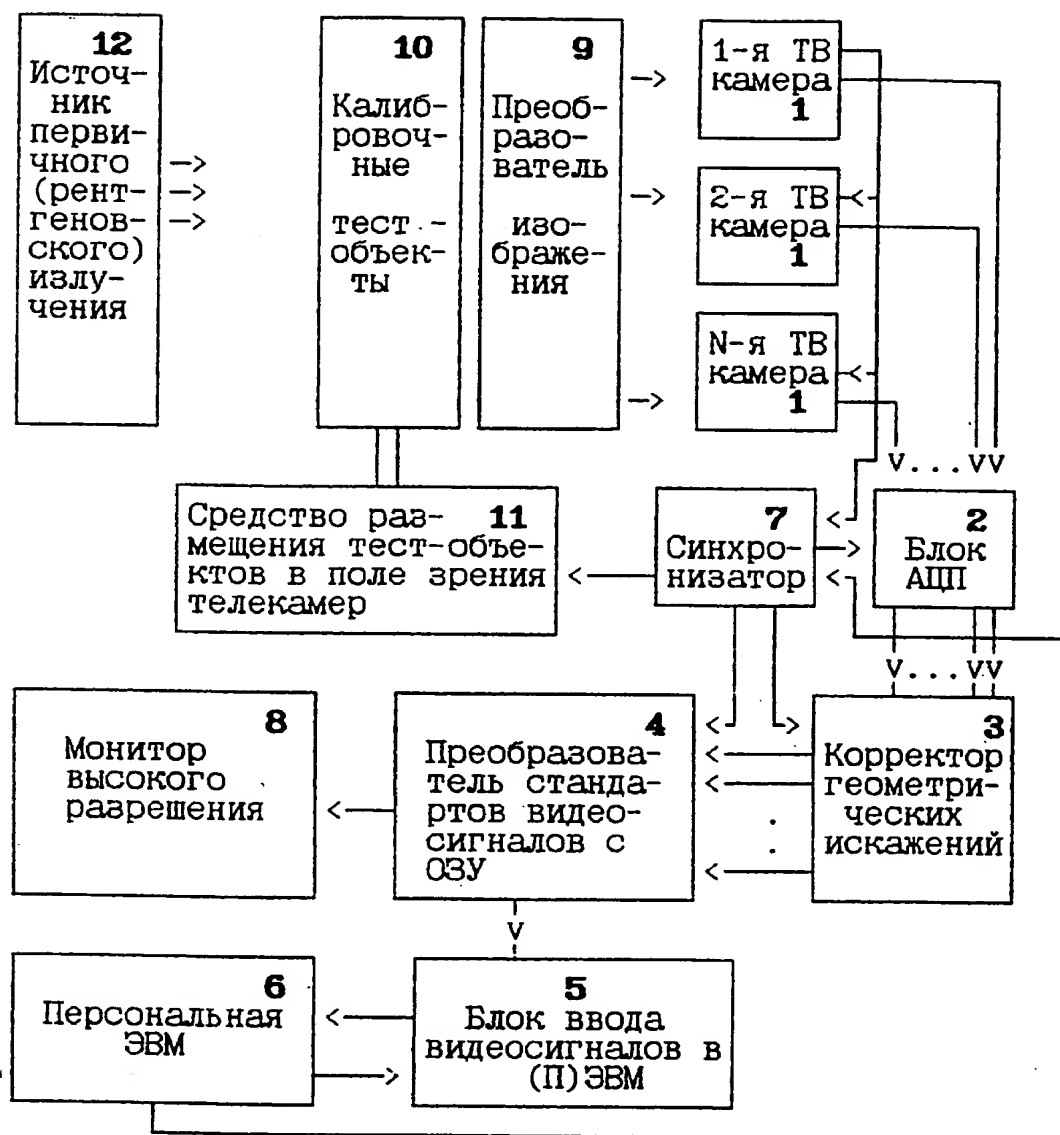 12
Источ-
ник
перви-
чного
(рент-
генов-
ского)
излу-
чения
10
Калиб-
ровоч-
ные
тест-
объек-
ты
9
Преоб-
разо-
ватель
изо-
браже-
ния
1-я ТВ
камера
1
2-я ТВ
камера
1
N-я ТВ
камера
1
V...VV
Средство раз- 11
мещения тест-объе-
ктов в поле зрения
телекамер
7
Синхро-
низатор
2
Блок
АЦП
V...VV
8
Монитор
высокого
разрешения
4
Преобразова-
тель станда-
ртов видео-
сигналов с
ОЗУ
3
Корректор
геометри-
ческих
искажений
6
Персональная
ЭВМ
5
Блок ввода
видеосигналов в
(П)ЭВМ